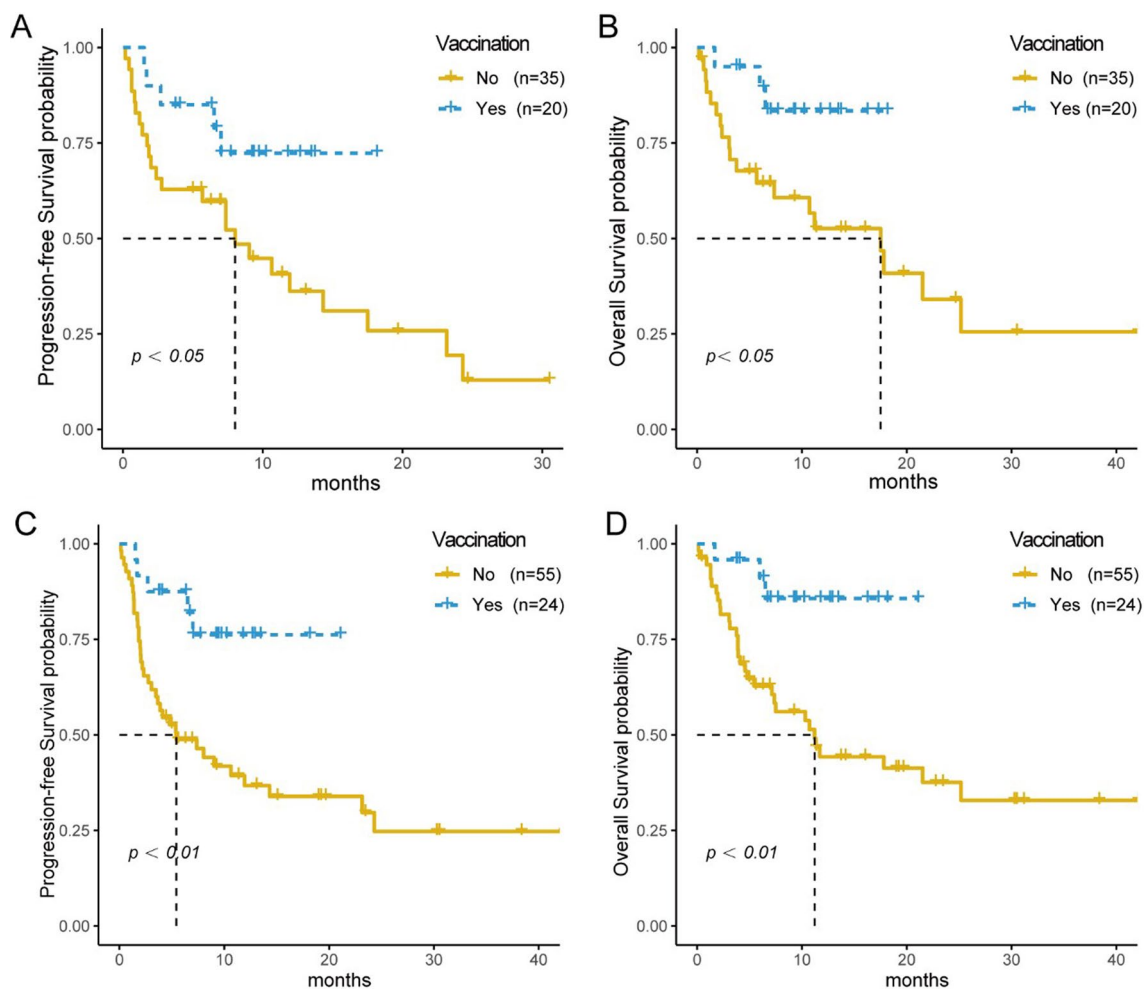 A
Progression-free Survival probability
1.00
0.75
0.50
0.25
0.00
Vaccination
No (n=35)
Yes (n=20)
p < 0.05
0 10 20 30
months
B
Overall Survival probability
1.00
0.75
0.50
0.25
0.00
Vaccination
No (n=35)
Yes (n=20)
p< 0.05
0 10 20 30 40
months
C
Progression-free Survival probability
1.00
0.75
0.50
0.25
0.00
Vaccination
No (n=55)
Yes (n=24)
p < 0.01
0 10 20 30 40
months
D
Overall Survival probability
1.00
0.75
0.50
0.25
0.00
Vaccination
No (n=55)
Yes (n=24)
p < 0.01
0 10 20 30 40
months